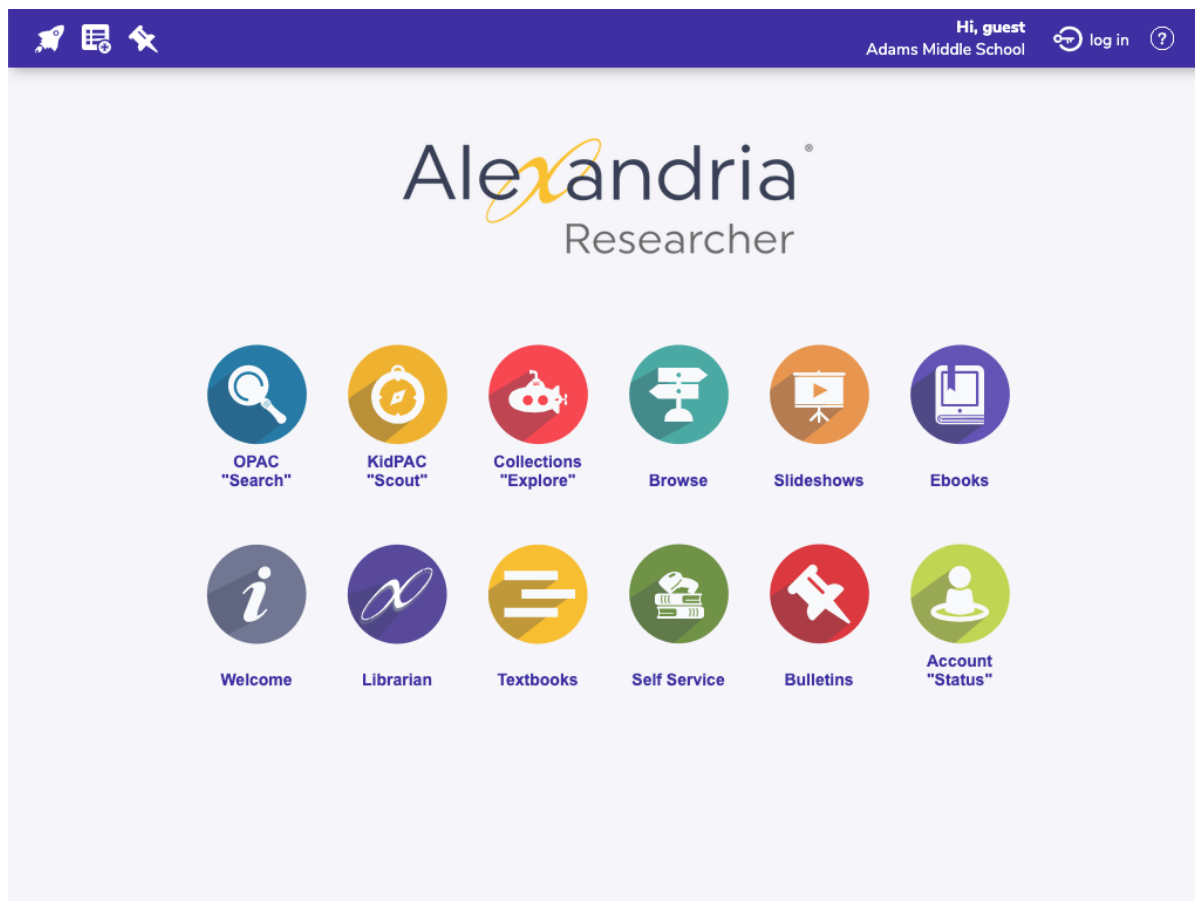 Hi, guest
Adams Middle School
log in
?
Alexandria®
Researcher
OPAC
"Search"
KidPAC
"Scout"
Collections
"Explore"
Browse
Slideshows
Ebooks
Welcome
Librarian
Textbooks
Self Service
Bulletins
Account
"Status"